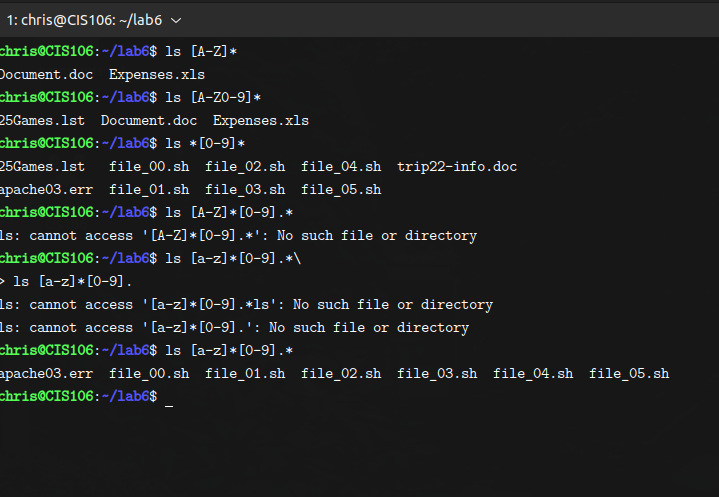 1: chris@CIS106: ~/lab6
chris@CIS106:~/lab6$ ls [A-Z]*
Document.doc  Expenses.xls
chris@CIS106:~/lab6$ ls [A-Z0-9]*
25Games.lst  Document.doc  Expenses.xls
chris@CIS106:~/lab6$ ls *[0-9]*
25Games.lst   file_00.sh  file_02.sh  file_04.sh  trip22-info.doc
apache03.err  file_01.sh  file_03.sh  file_05.sh
chris@CIS106:~/lab6$ ls [A-Z]*[0-9].*
ls: cannot access '[A-Z]*[0-9].*': No such file or directory
chris@CIS106:~/lab6$ ls [a-z]*[0-9].*\
> ls [a-z]*[0-9].
ls: cannot access '[a-z]*[0-9].*ls': No such file or directory
ls: cannot access '[a-z]*[0-9].': No such file or directory
chris@CIS106:~/lab6$ ls [a-z]*[0-9].*
apache03.err  file_00.sh  file_01.sh  file_02.sh  file_03.sh  file_04.sh  file_05.sh
chris@CIS106:~/lab6$ _